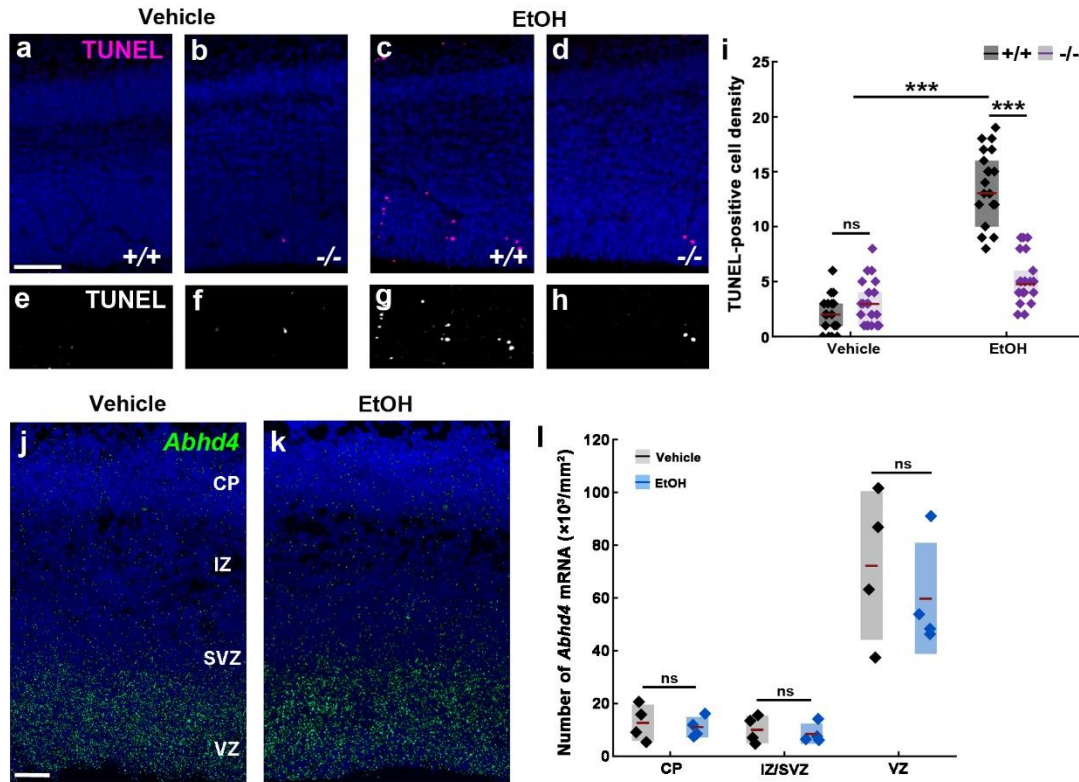 Vehicle
EtOH
a TUNEL
b
c
d
+/+
-/-
+/+
-/-
e TUNEL
f
g
h
i
+/+ -/-
TUNEL-positive cell density
25
20
15
10
5
0
***
***
ns
Vehicle
EtOH
Vehicle
EtOH
j Abhd4
k
CP
IZ
SVZ
VZ
l
Vehicle
EtOH
Number of Abhd4 mRNA (×10³/mm²)
120
100
80
60
40
20
0
ns
ns
ns
CP
IZ/SVZ
VZ